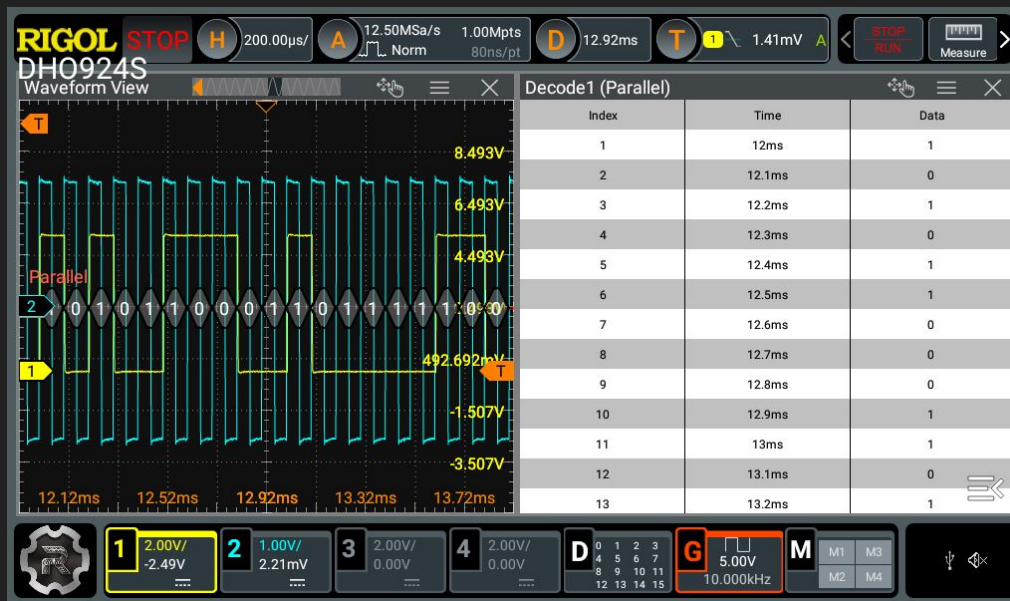 RIGOL STOP H 200.00μs/ A 12.50MSa/s 1.00Mpts D 12.92ms T 1 1.41mV A STOP
Norm 80ns/pt RUN Measure
DHO924S
Waveform View
Decode1 (Parallel)
T
8.493V
6.493V
4.493V
Parallel
2 0 1 0 1 1 0 0 0 1 1 0 1 1 1 1 1 0
492.692mV
1 T
-1.507V
-3.507V
12.12ms 12.52ms 12.92ms 13.32ms 13.72ms
Index Time Data
1 12ms 1
2 12.1ms 0
3 12.2ms 1
4 12.3ms 0
5 12.4ms 1
6 12.5ms 1
7 12.6ms 0
8 12.7ms 0
9 12.8ms 0
10 12.9ms 1
11 13ms 1
12 13.1ms 0
13 13.2ms 1
1 2.00V/ -2.49V
2 1.00V/ 2.21mV
3 2.00V/ 0.00V
4 2.00V/ 0.00V
D 0 1 2 3
4 5 6 7
8 9 10 11
12 13 14 15
G 5.00V 10.000kHz
M M1 M3
M2 M4
R